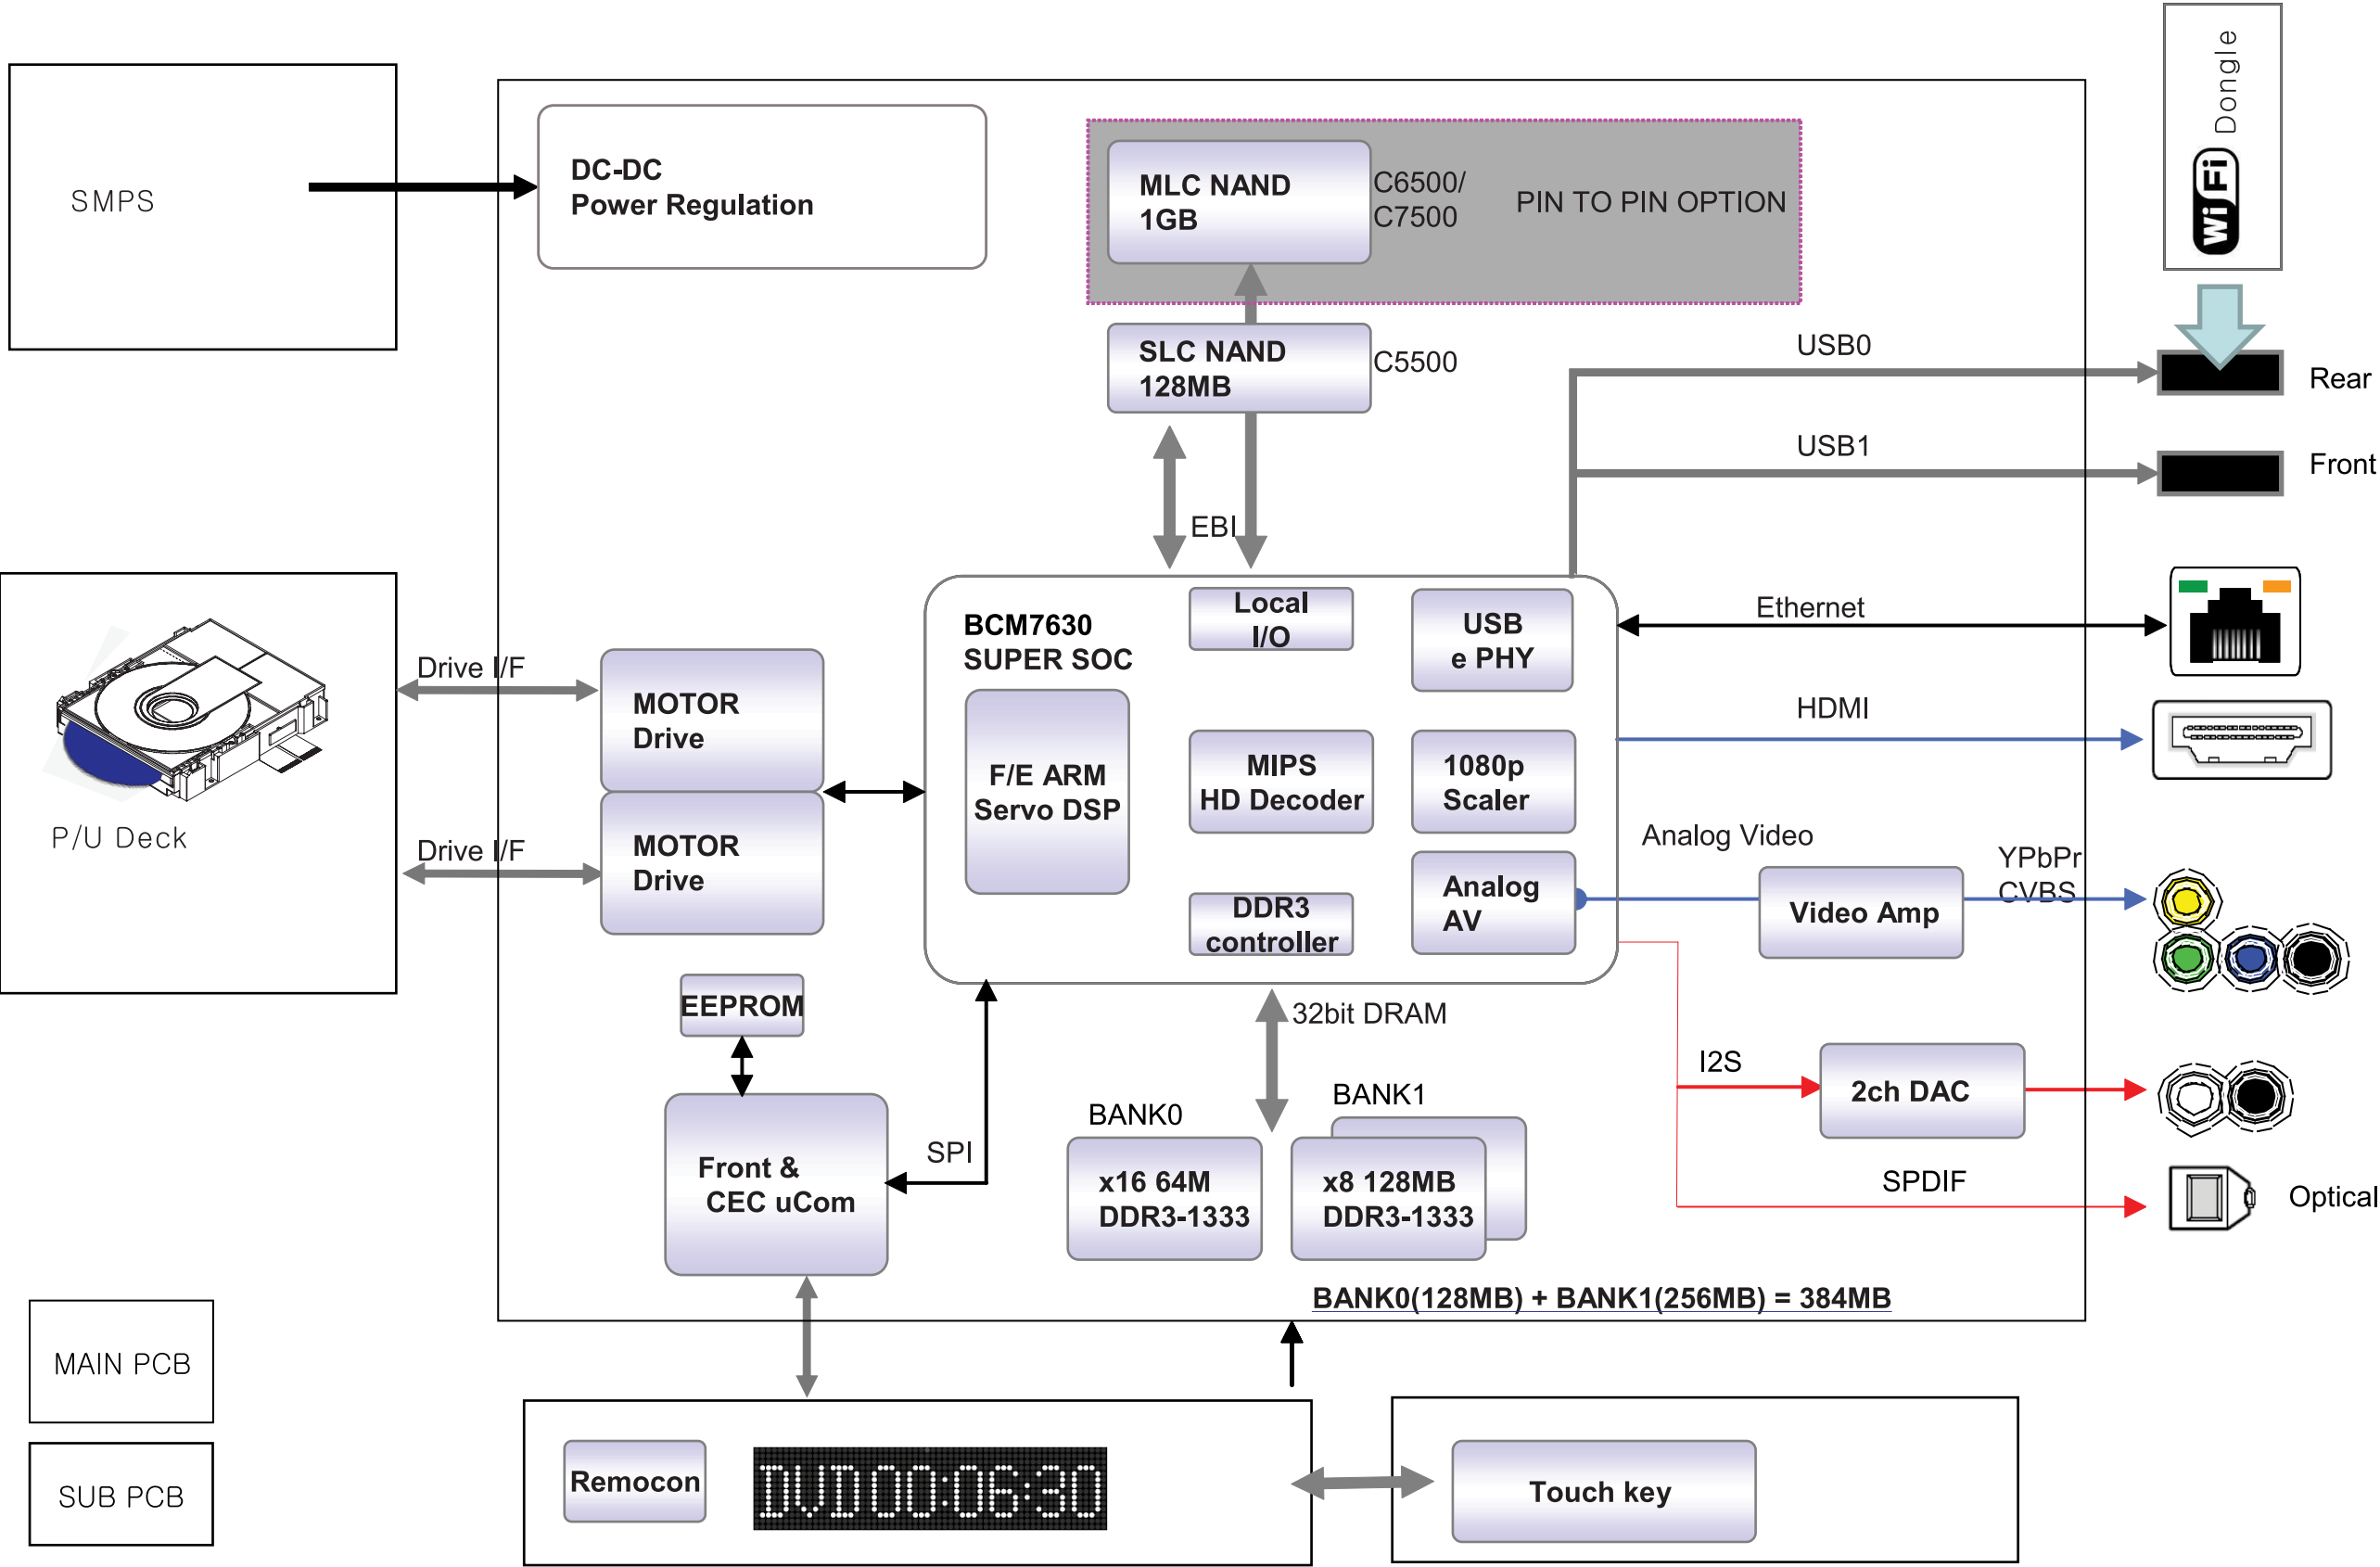 SMPS
DC-DC
Power Regulation
MLC NAND
1GB
C6500/
C7500
PIN TO PIN OPTION
WiFi Dongle
SLC NAND
128MB
C5500
USB0
Rear
USB1
Front
EBI
BCM7630
SUPER SOC
Local
I/O
USB
e PHY
Ethernet
HDMI
Drive I/F
MOTOR
Drive
F/E ARM
Servo DSP
MIPS
HD Decoder
1080p
Scaler
P/U Deck
Drive I/F
MOTOR
Drive
DDR3
controller
Analog
AV
Analog Video
Video Amp
YPbPr
CVBS
EEPROM
32bit DRAM
I2S
2ch DAC
SPI
BANK0
BANK1
Front &
CEC uCom
x16 64M
DDR3-1333
x8 128MB
DDR3-1333
SPDIF
Optical
BANK0(128MB) + BANK1(256MB) = 384MB
MAIN PCB
SUB PCB
Remocon
DVD00:06:30
Touch key